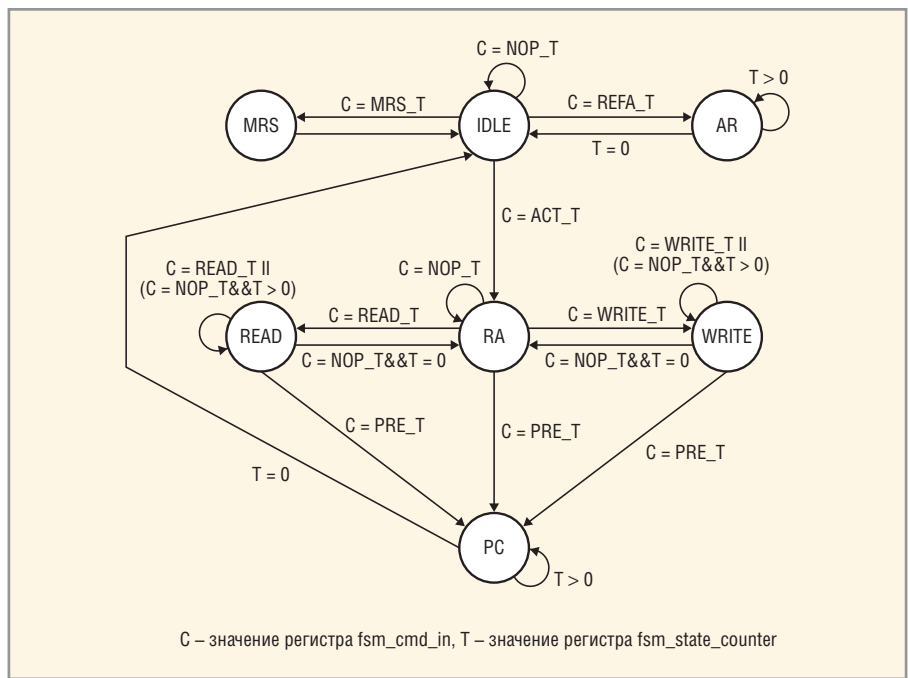 C = NOP_T
T > 0
C = MRS_T
C = REFA_T
MRS
IDLE
AR
T = 0
C = ACT_T
C = WRITE_T II
(C = NOP_T&&T > 0)
C = READ_T II
(C = NOP_T&&T > 0)
C = NOP_T
C = READ_T
C = WRITE_T
READ
RA
WRITE
C = NOP_T&&T = 0
C = NOP_T&&T = 0
C = PRE_T
C = PRE_T
C = PRE_T
T = 0
PC
T > 0
C – значение регистра fsm_cmd_in, T – значение регистра fsm_state_counter